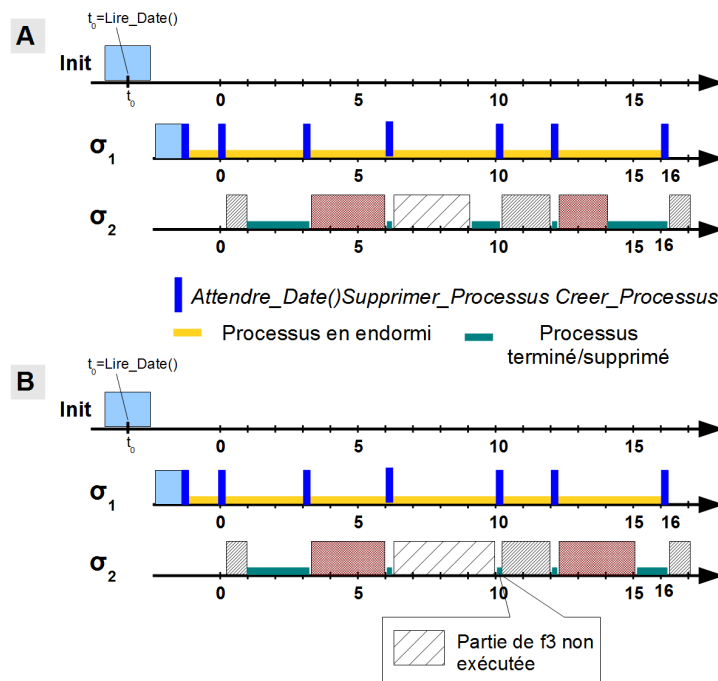 t₀=Lire_Date()
A
Init
t₀
0 5 10 15
σ₁
0 5 10 15 16
σ₂
0 5 10 15 16
Attendre_Date()Supprimer_Processus Creer_Processus
Processus en endormi
Processus
terminé/supprimé
B
t₀=Lire_Date()
Init
t₀
0 5 10 15
σ₁
0 5 10 15 16
σ₂
0 5 10 15 16
Partie de f3 non
exécutée